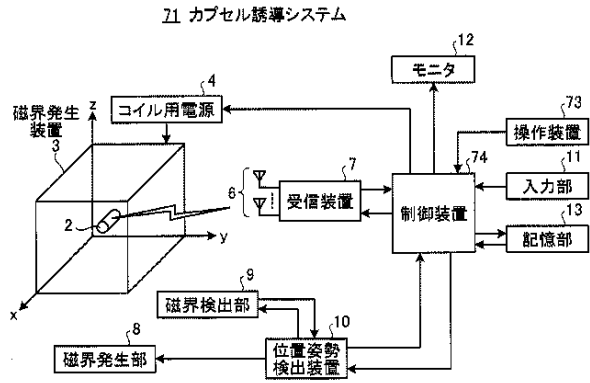 71 カプセル誘導システム
12
モニタ
4
コイル用電源
磁界発生
装置
3
z
73
操作装置
7
74
11
6
受信装置
制御装置
入力部
2
13
記憶部
y
x
9
磁界検出部
10
8
位置姿勢
検出装置
磁界発生部